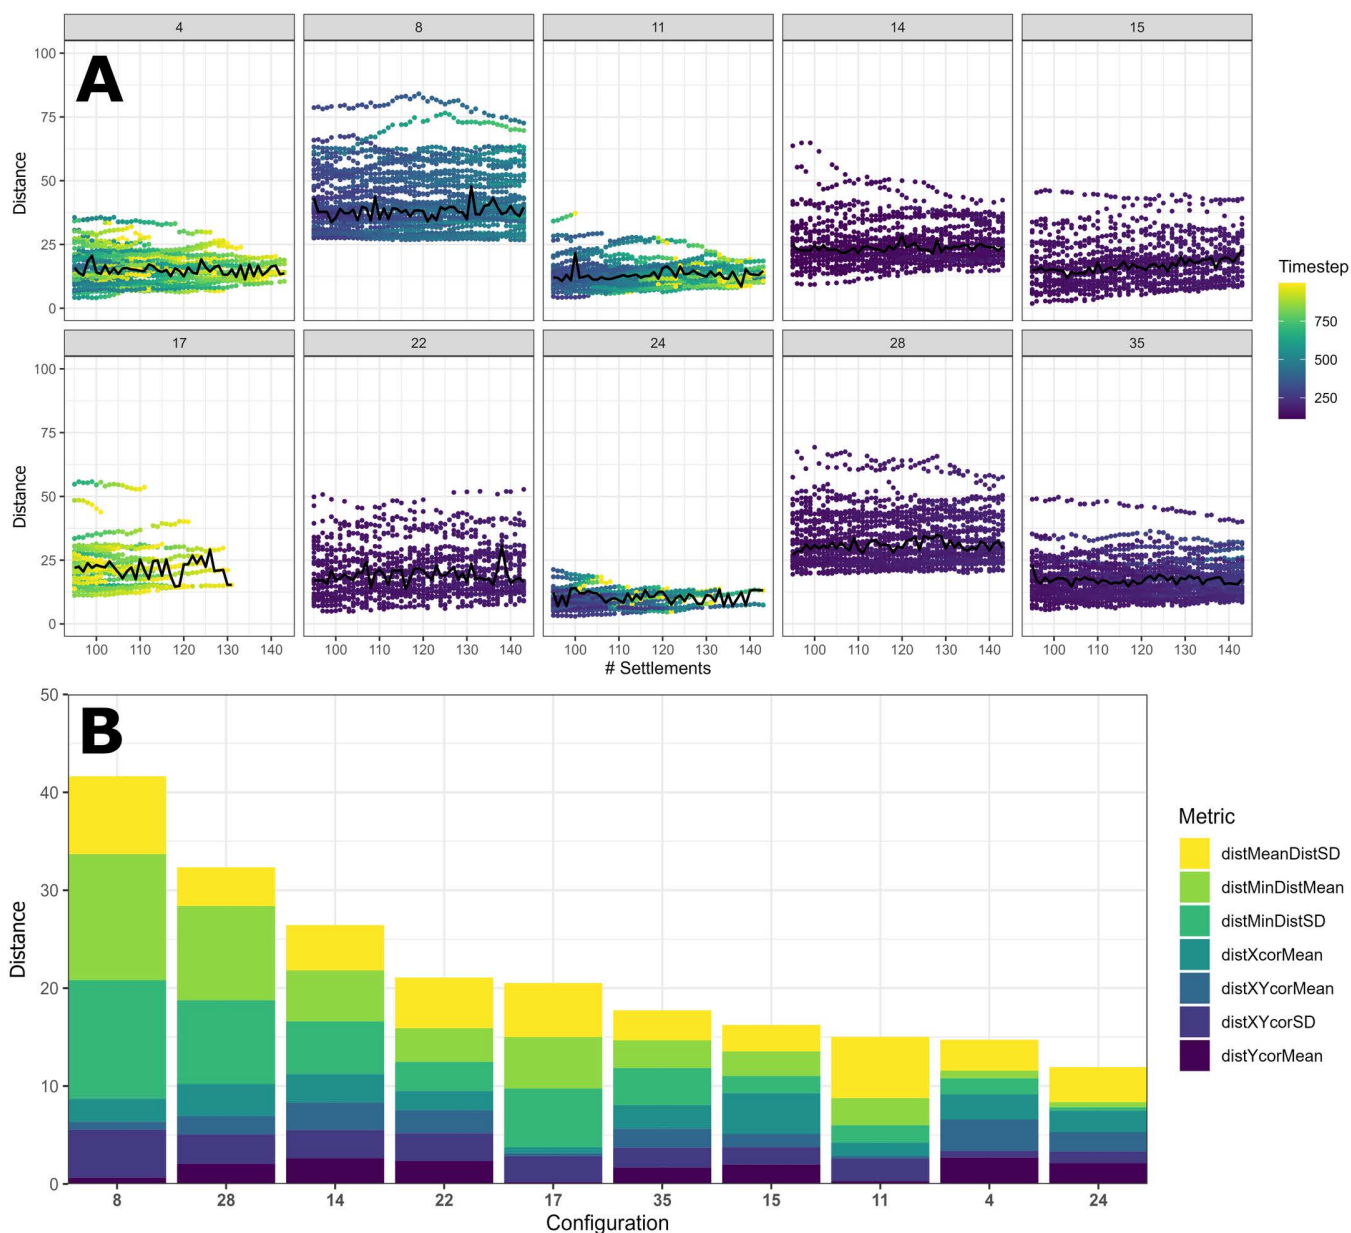 A
4 8 11 14 15
Distance
100
75
50
25
0
Timestep
750
500
250
17 22 24 28 35
Distance
100
75
50
25
0
100 110 120 130 140 100 110 120 130 140 100 110 120 130 140 100 110 120 130 140 100 110 120 130 140
# Settlements
B
Distance
50
40
30
20
10
0
8 28 14 22 17 35 15 11 4 24
Configuration
Metric
distMeanDistSD
distMinDistMean
distMinDistSD
distXcorMean
distXYcorMean
distXYcorSD
distYcorMean